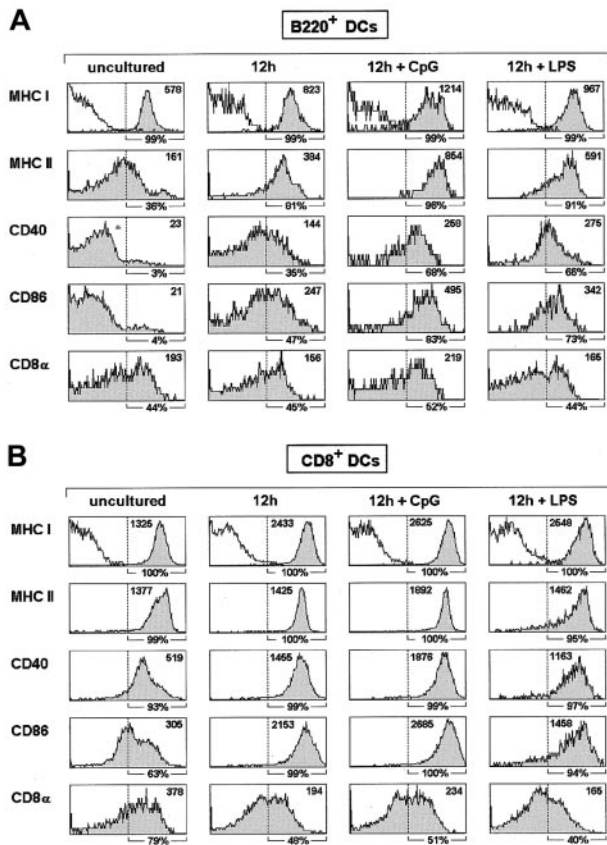 A
B220+ DCs
uncultured 12h 12h + CpG 12h + LPS
MHC I 578 823 1214 967
99% 99% 99% 99%
MHC II 161 384 854 591
36% 81% 96% 91%
CD40 23 144 258 275
3% 35% 69% 66%
CD86 21 247 495 342
4% 47% 83% 73%
CD8α 193 156 219 165
44% 45% 52% 44%
B
CD8+ DCs
uncultured 12h 12h + CpG 12h + LPS
MHC I 1325 2433 2625 2548
100% 100% 100% 100%
MHC II 1377 1425 1692 1462
99% 100% 100% 95%
CD40 519 1455 1876 1163
93% 99% 99% 97%
CD86 305 2153 2685 1458
63% 99% 100% 94%
CD8α 378 194 234 165
79% 48% 51% 40%